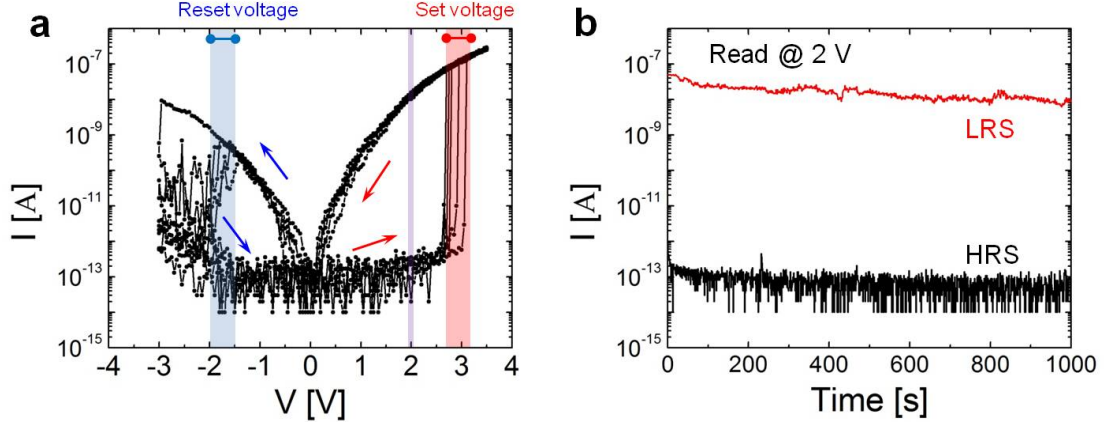 a
Reset voltage
Set voltage
10⁻⁷
10⁻⁹
10⁻¹¹
10⁻¹³
10⁻¹⁵
I [A]
-4 -3 -2 -1 0 1 2 3 4
V [V]
b
Read @ 2 V
LRS
HRS
10⁻⁷
10⁻⁹
10⁻¹¹
10⁻¹³
10⁻¹⁵
I [A]
0 200 400 600 800 1000
Time [s]